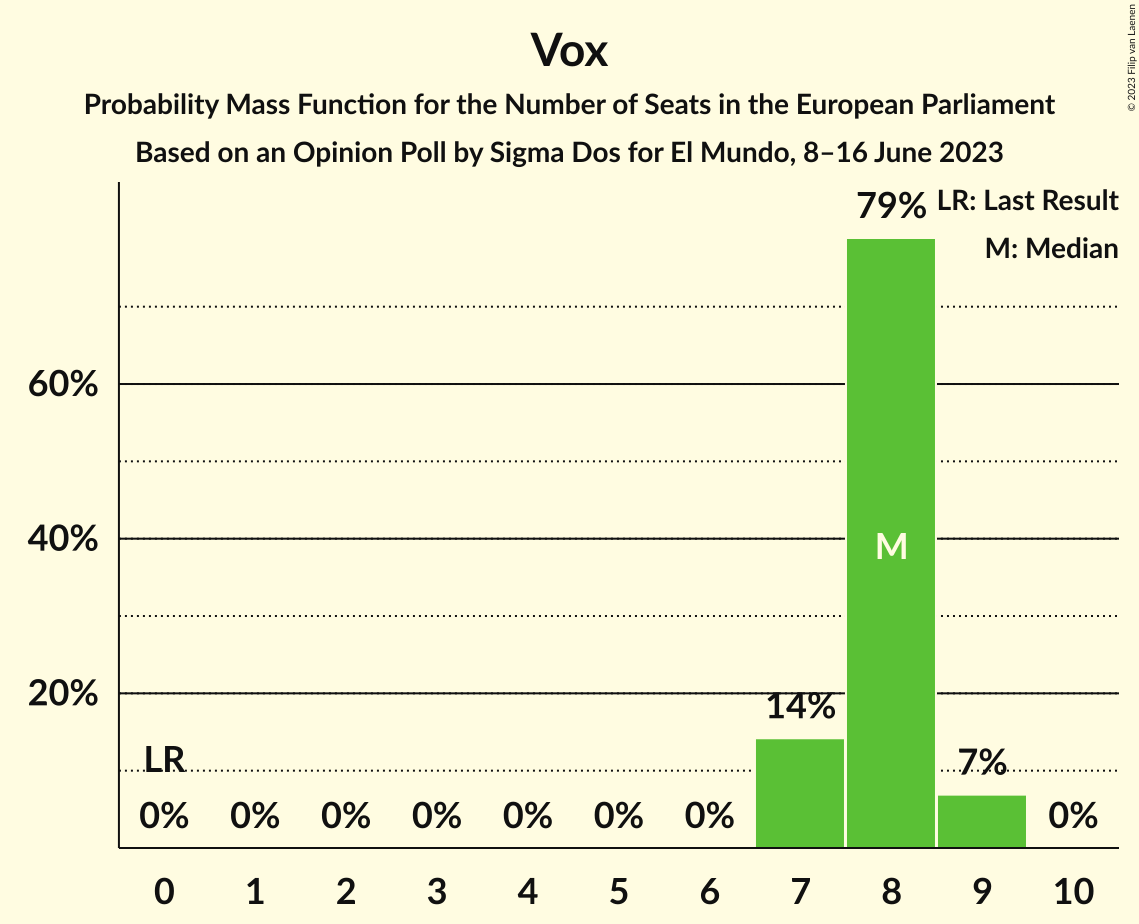 Vox
Probability Mass Function for the Number of Seats in the European Parliament
Based on an Opinion Poll by Sigma Dos for El Mundo, 8–16 June 2023
© 2023 Filip van Laenen
LR: Last Result
M: Median
79%
60%
40%
20%
M
14%
7%
LR
0% 0% 0% 0% 0% 0% 0% 0%
0 1 2 3 4 5 6 7 8 9 10